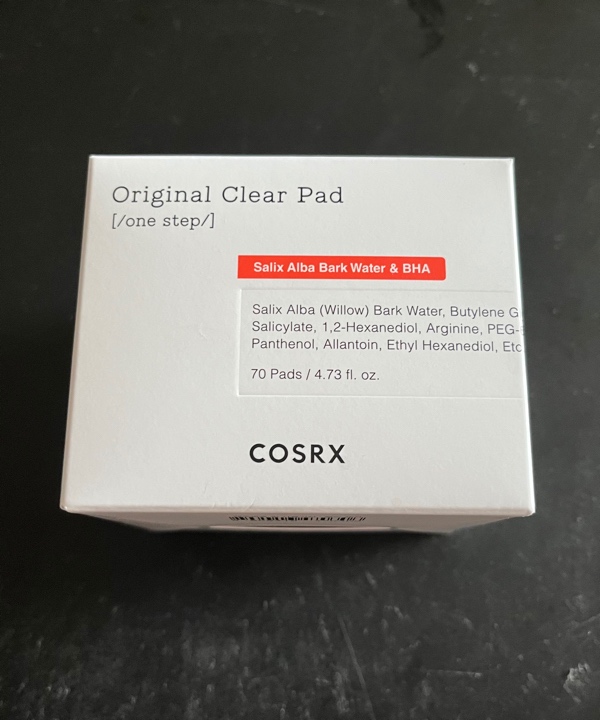 Original Clear Pad
[/one step/]
Salix Alba Bark Water & BHA
Salix Alba (Willow) Bark Water, Butylene
Salicylate, 1,2-Hexanediol, Arginine, PEG-
Panthenol, Allantoin, Ethyl Hexanediol,
70 Pads / 4.73 fl. oz.
COSRX